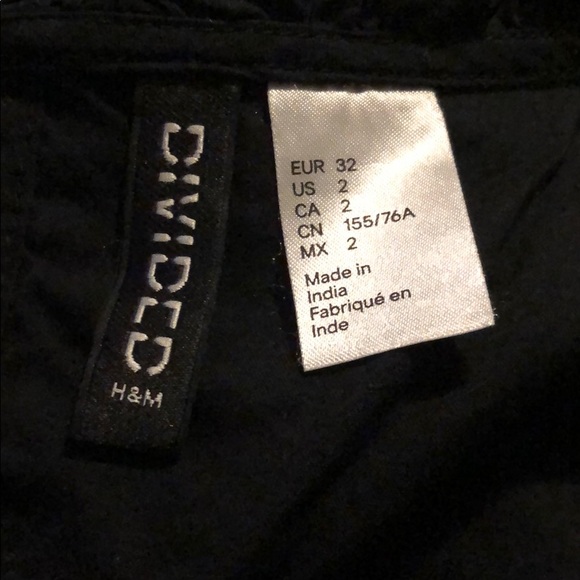 DIVIDED
H&M
EUR 32
US 2
CA 2
CN 155/76A
MX 2
Made in
India
Fabriqué en
Inde